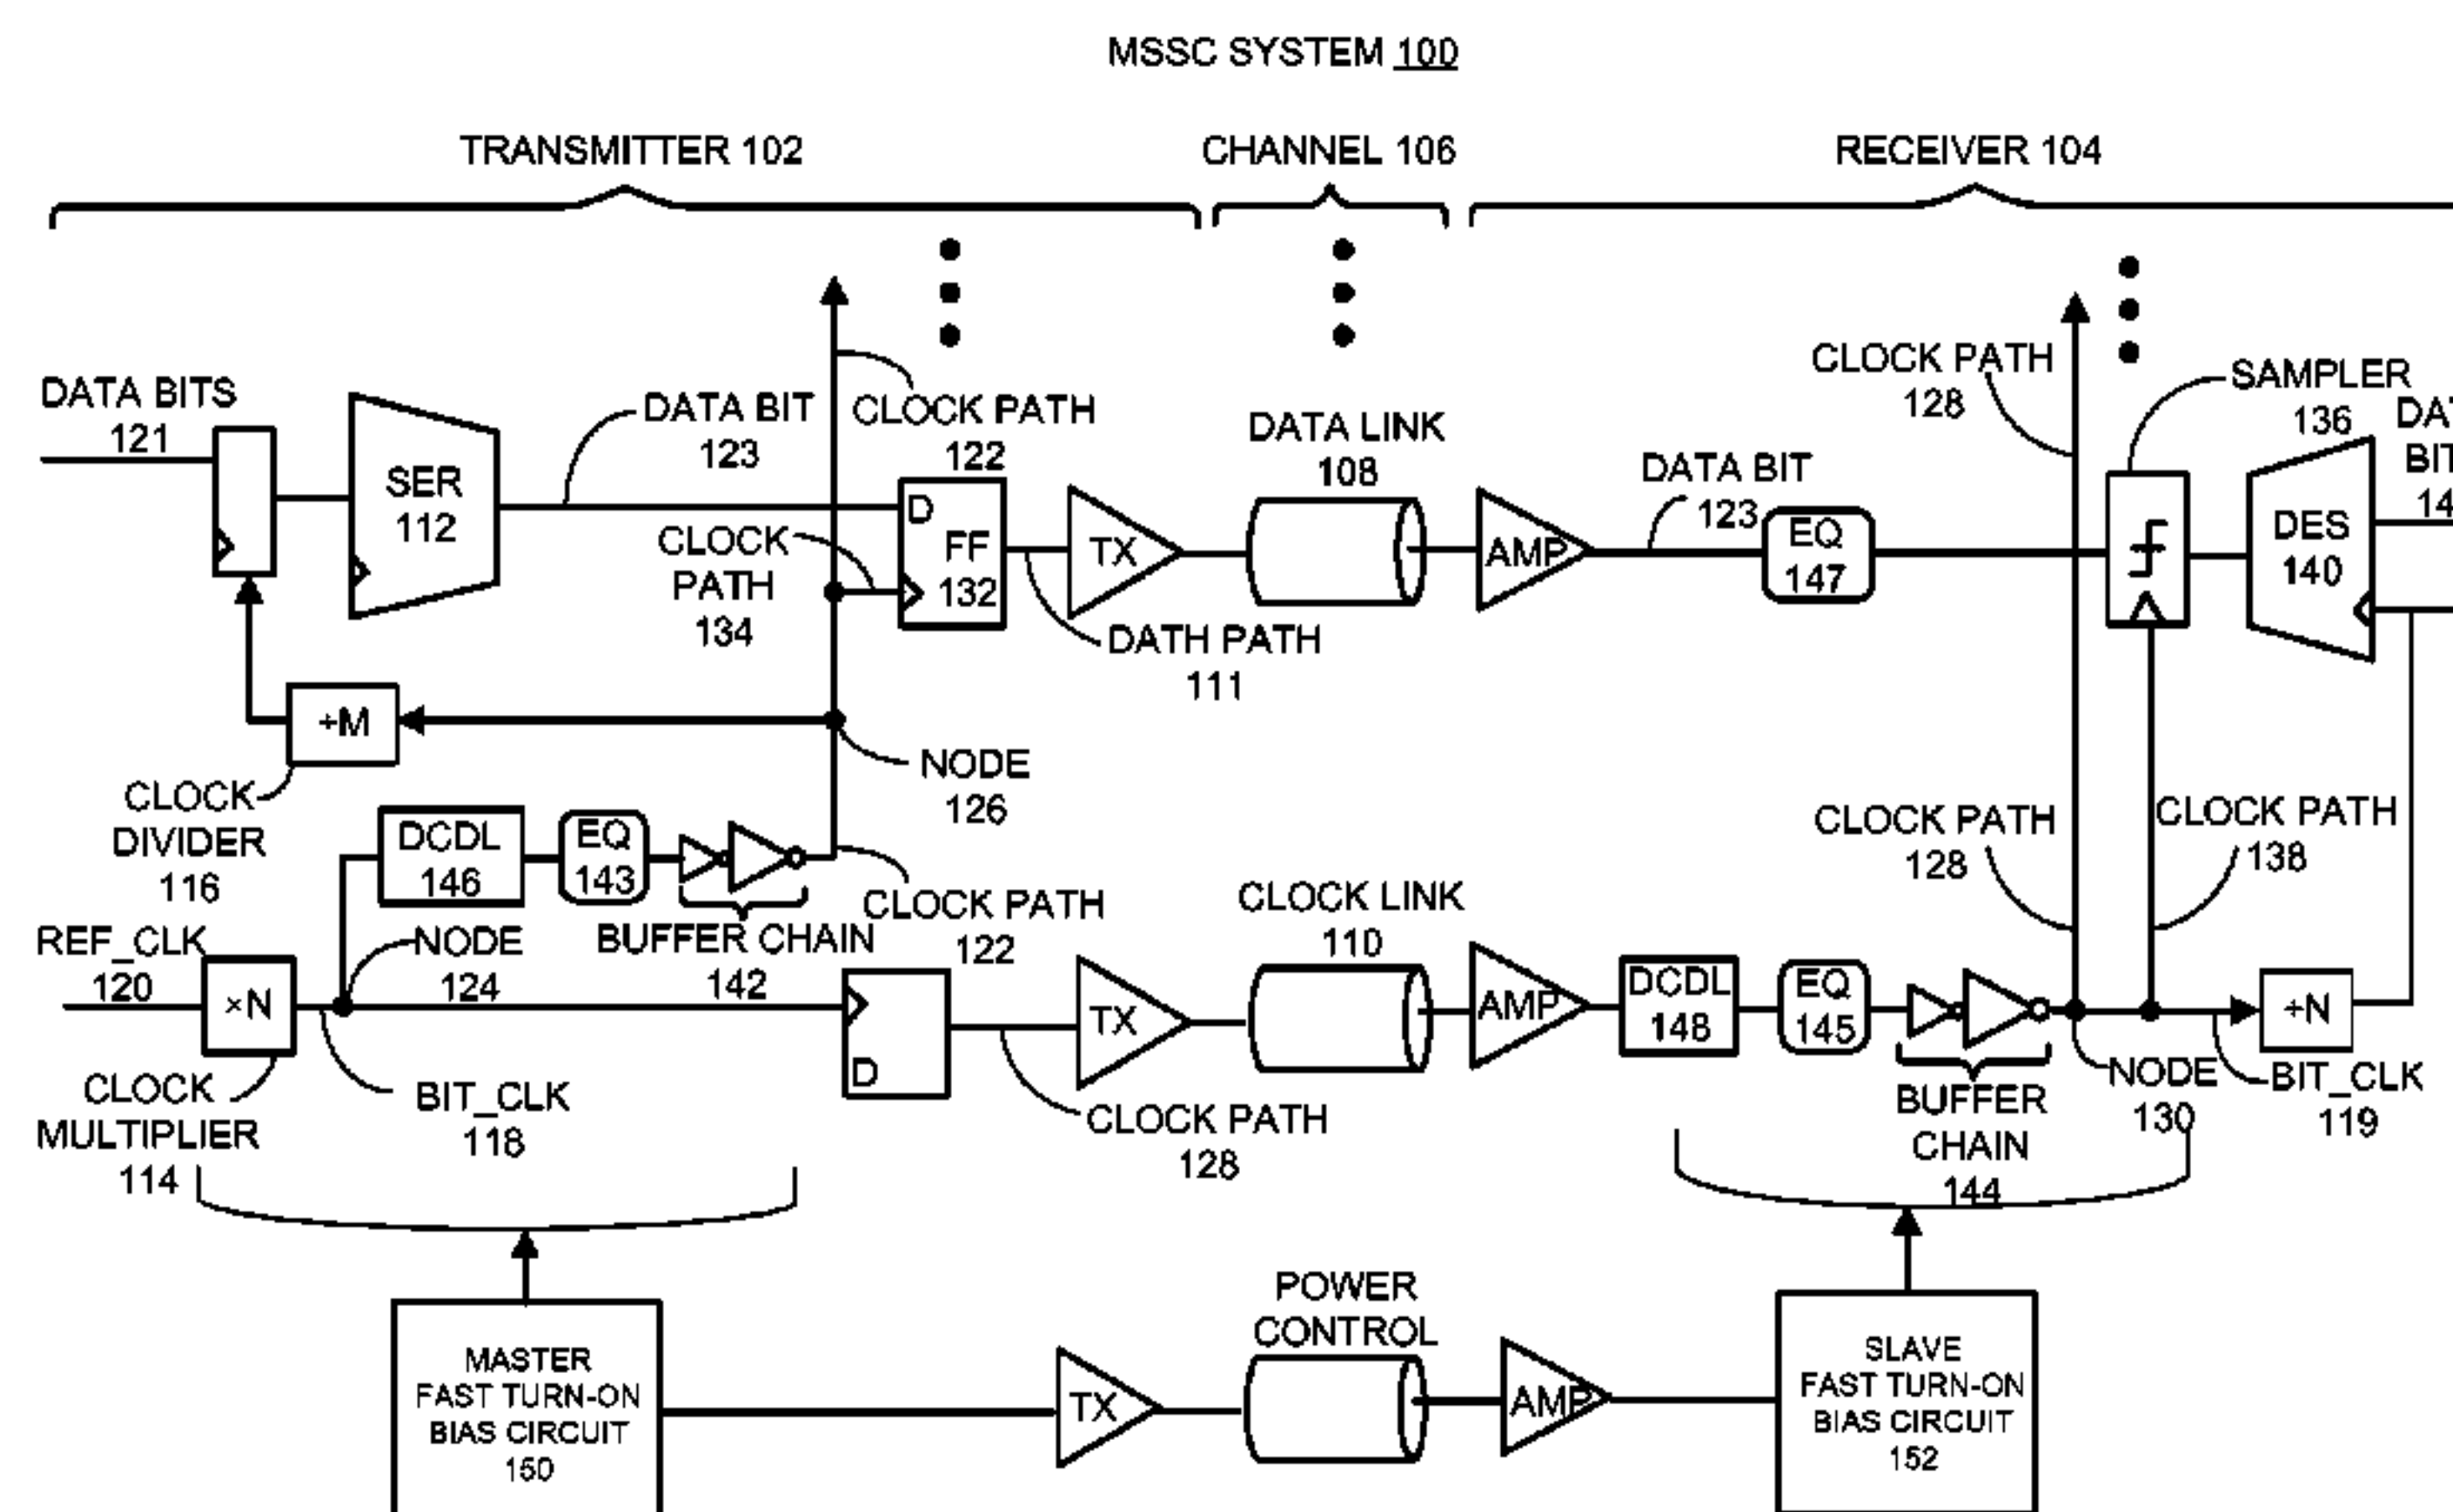 MSSC SYSTEM 100
TRANSMITTER 102
CHANNEL 106
RECEIVER 104
DATA BITS
121
SER
112
DATA BIT
123
CLOCK PATH
122
CLOCK
PATH
134
D
FF
132
TX
DATH PATH
111
DATA LINK
108
AMP
DATA BIT
123
EQ
147
CLOCK PATH
128
SAMPLER
136
DES
140
+M
CLOCK
DIVIDER
116
NODE
126
DCDL
146
EQ
143
BUFFER CHAIN
142
CLOCK PATH
122
REF_CLK
120
×N
CLOCK
MULTIPLIER
114
NODE
124
BIT_CLK
118
D
TX
CLOCK PATH
128
CLOCK LINK
110
AMP
DCDL
148
EQ
145
BUFFER
CHAIN
144
CLOCK PATH
128
CLOCK PATH
138
NODE
130
+N
BIT_CLK
119
MASTER
FAST TURN-ON
BIAS CIRCUIT
150
TX
POWER
CONTROL
AMP
SLAVE
FAST TURN-ON
BIAS CIRCUIT
152